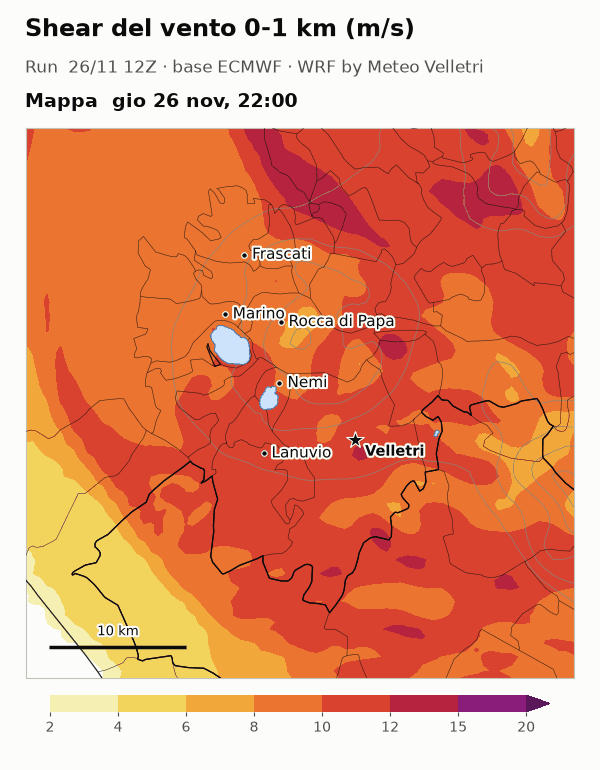 Shear del vento 0-1 km (m/s)
Run  26/11 12Z · base ECMWF · WRF by Meteo Velletri
Mappa  gio 26 nov, 22:00
Frascati
Marino
Rocca di Papa
Nemi
Velletri
Lanuvio
10 km
2 4 6 8 10 12 15 20